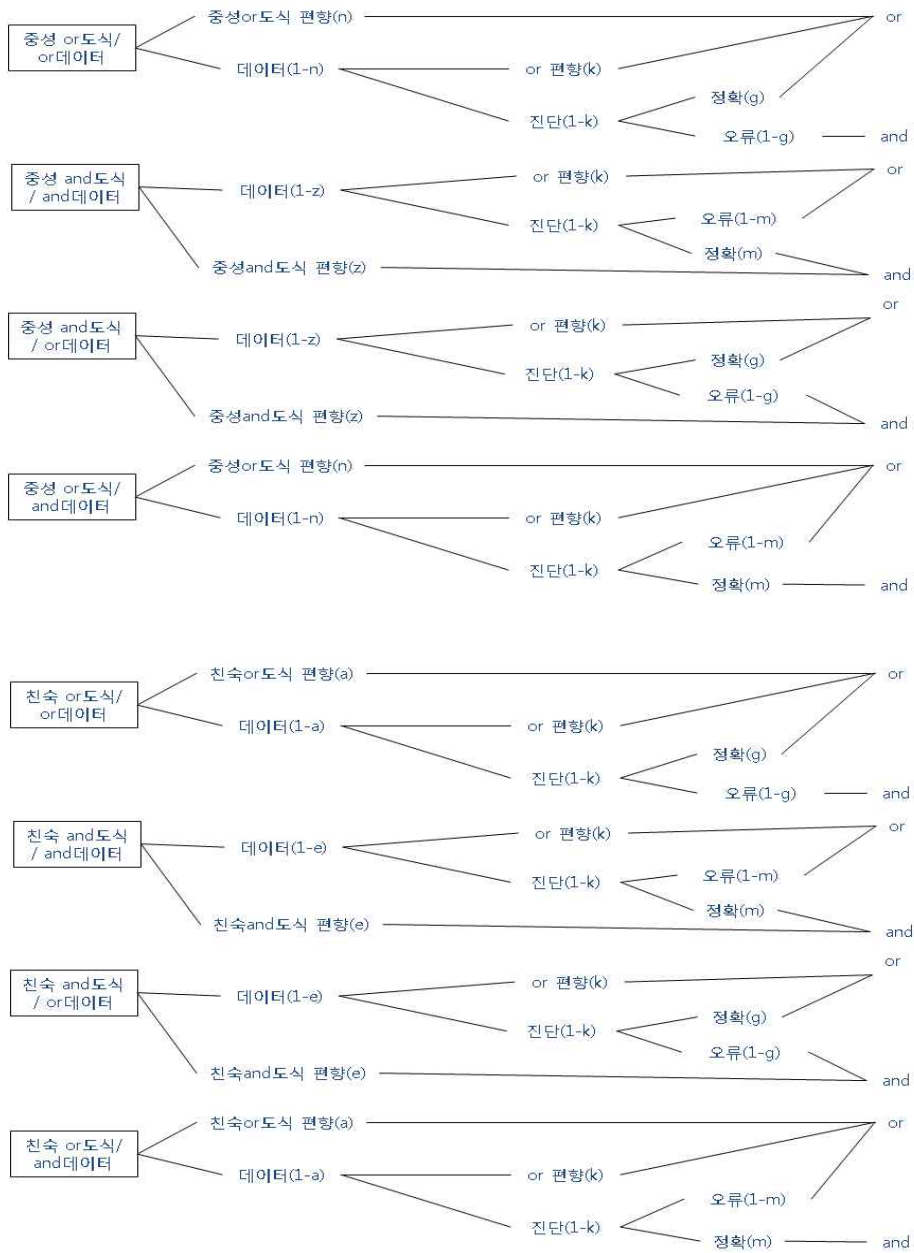 중성or도식 편향(n)
or
중성 or도식/
or데이터
데이터(1-n)
or 편향(k)
정확(g)
진단(1-k)
오류(1-g)
and
중성 and도식
/ and데이터
데이터(1-z)
or 편향(k)
or
진단(1-k)
오류(1-m)
정확(m)
중성and도식 편향(z)
and
or
중성 and도식
/ or데이터
데이터(1-z)
or 편향(k)
정확(g)
진단(1-k)
오류(1-g)
중성and도식 편향(z)
and
중성or도식 편향(n)
or
중성 or도식/
and데이터
데이터(1-n)
or 편향(k)
오류(1-m)
진단(1-k)
정확(m)
and
친숙or도식 편향(a)
or
친숙 or도식/
or데이터
데이터(1-a)
or 편향(k)
정확(g)
진단(1-k)
오류(1-g)
and
친숙 and도식
/ and데이터
데이터(1-e)
or 편향(k)
or
진단(1-k)
오류(1-m)
정확(m)
친숙and도식 편향(e)
and
or
친숙 and도식
/ or데이터
데이터(1-e)
or 편향(k)
정확(g)
진단(1-k)
오류(1-g)
친숙and도식 편향(e)
and
친숙or도식 편향(a)
or
친숙 or도식/
and데이터
데이터(1-a)
or 편향(k)
오류(1-m)
진단(1-k)
정확(m)
and